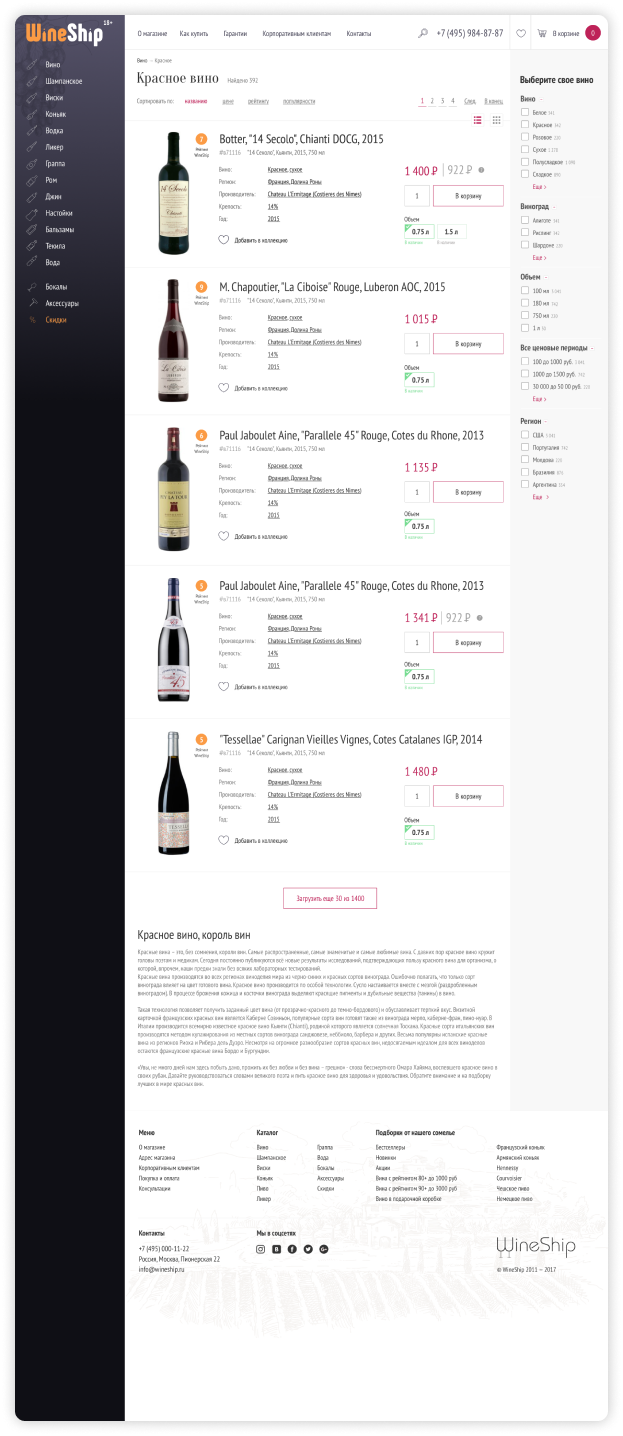 WineShip 18+
О магазине Как купить Гарантии Корпоративным клиентам Контакты
+7 (495) 984-87-87
В корзине 0
Вино
Шампанское
Виски
Коньяк
Водка
Ликер
Граппа
Ром
Джин
Настойки
Бальзамы
Текила
Вода
Бокалы
Аксессуары
Скидки
Вино — Красное
Красное вино Найдено 392
Сортировать по: названию цене рейтингу популярности
1 2 3 4 След. В конец
7
Рейтинг
WineShip
Botter, "14 Secolo", Chianti DOCG, 2015
#s71116 "14 Секоло", Кьянти, 2015, 750 мл
Вино: Красное, сухое
Регион: Франция, Долина Роны
Производитель: Chateau L'Ermitage (Costieres des Nimes)
Крепость: 14%
Год: 2015
Добавить в коллекцию
1 400 ₽ 922 ₽
1 В корзину
Объем
0.75 л 1.5 л
В наличии В наличии
9
Рейтинг
WineShip
M. Chapoutier, "La Ciboise" Rouge, Luberon AOC, 2015
#s71116 "14 Секоло", Кьянти, 2015, 750 мл
Вино: Красное, сухое
Регион: Франция, Долина Роны
Производитель: Chateau L'Ermitage (Costieres des Nimes)
Крепость: 14%
Год: 2015
Добавить в коллекцию
1 015 ₽
1 В корзину
Объем
0.75 л
В наличии
6
Рейтинг
WineShip
Paul Jaboulet Aine, "Parallele 45" Rouge, Cotes du Rhone, 2013
#s71116 "14 Секоло", Кьянти, 2015, 750 мл
Вино: Красное, сухое
Регион: Франция, Долина Роны
Производитель: Chateau L'Ermitage (Costieres des Nimes)
Крепость: 14%
Год: 2015
Добавить в коллекцию
1 135 ₽
1 В корзину
Объем
0.75 л
В наличии
5
Рейтинг
WineShip
Paul Jaboulet Aine, "Parallele 45" Rouge, Cotes du Rhone, 2013
#s71116 "14 Секоло", Кьянти, 2015, 750 мл
Вино: Красное, сухое
Регион: Франция, Долина Роны
Производитель: Chateau L'Ermitage (Costieres des Nimes)
Крепость: 14%
Год: 2015
Добавить в коллекцию
1 341 ₽ 922 ₽
1 В корзину
Объем
0.75 л
В наличии
5
Рейтинг
WineShip
"Tessellae" Carignan Vieilles Vignes, Cotes Catalanes IGP, 2014
#s71116 "14 Секоло", Кьянти, 2015, 750 мл
Вино: Красное, сухое
Регион: Франция, Долина Роны
Производитель: Chateau L'Ermitage (Costieres des Nimes)
Крепость: 14%
Год: 2015
Добавить в коллекцию
1 480 ₽
1 В корзину
Объем
0.75 л
В наличии
Загрузить еще 30 из 1400
Выберите свое вино
Вино
Белое
Красное
Розовое
Сухое
Полусладкое
Сладкое
Еще
Виноград
Алиготе
Рислинг
Шардоне
Еще
Объем
100 мл
180 мл
750 мл
1 л
Все ценовые периоды
100 до 1000 руб.
1000 до 1500 руб.
30 000 до 50 00 руб.
Еще
Регион
США
Португалия
Молдова
Бразилия
Аргентина
Еще
Красное вино, король вин
Красные вина – это, без сомнения, короли вин. Самые распространенные, самые знаменитые и самые любимые вина. С давних пор красное вино кружит
головы поэтам и медикам. Сегодня постоянно публикуются всё новые результаты исследований, подтверждающих пользу красного вина для организма, о
которой, впрочем, наши предки знали без всяких лабораторных тестирований.
Красные вина производятся во всех регионах виноделия мира из черно-синих и красных сортов винограда. Ошибочно полагать, что только сорт
винограда влияет на цвет готового вина. Красное вино производится по особой технологии. Сусло настаивается вместе с мезгой (раздробленным
виноградом). В процессе брожения кожица и косточки винограда выделяют красящие пигменты и дубильные вещества (танины) в вино.
Такая технология позволяет получить заданный цвет вина (от прозрачно-красного до темно-бордового) и обуславливает терпкий вкус. Визитной
карточкой французских красных вин является Каберне Совиньон, популярные сорта вин готовят также из винограда мерло, каберне-фран, пино-нуар. В
Италии производится всемирно известное красное вино Кьянти (Chianti), родиной которого является солнечная Тоскана. Красные сорта итальянских вин
производятся методом купажирования из местных сортов винограда санджовезе, неббиоло, барбера и других. Весьма популярны испанские красные
вина из регионов Риоха и Рибера дель Дуэро. Несмотря на огромное разнообразие сортов красных вин, недосягаемым идеалом для всех виноделов
остаются французские красные вина Бордо и Бургундии.
«Увы, не много дней нам здесь побыть дано, прожить их без любви и без вина – грешно» - слова бессмертного Омара Хайяма, воспевшего красное вино в
своих рубаи. Давайте руководствоваться словами великого поэта и пить красное вино для здоровья и удовольствия. Обратите внимание и на подборку
лучших в мире красных вин.
Меню
О магазине
Адрес магазина
Корпоративным клиентам
Покупка и оплата
Консультации
Каталог
Вино
Шампанское
Виски
Коньяк
Пиво
Ликер
Граппа
Вода
Бокалы
Аксессуары
Скидки
Подборки от нашего сомелье
Бестселлеры
Новинки
Акции
Вина с рейтингом 80+ до 1000 руб
Вина с рейтингом 90+ до 3000 руб
Вино в подарочной коробке
Французский коньяк
Армянский коньяк
Hennessy
Courvoisier
Чешское пиво
Немецкое пиво
Контакты
+7 (495) 000-11-22
Россия, Москва, Пионерская 22
info@wineship.ru
Мы в соцсетях
WineShip
© WineShip 2011 — 2017